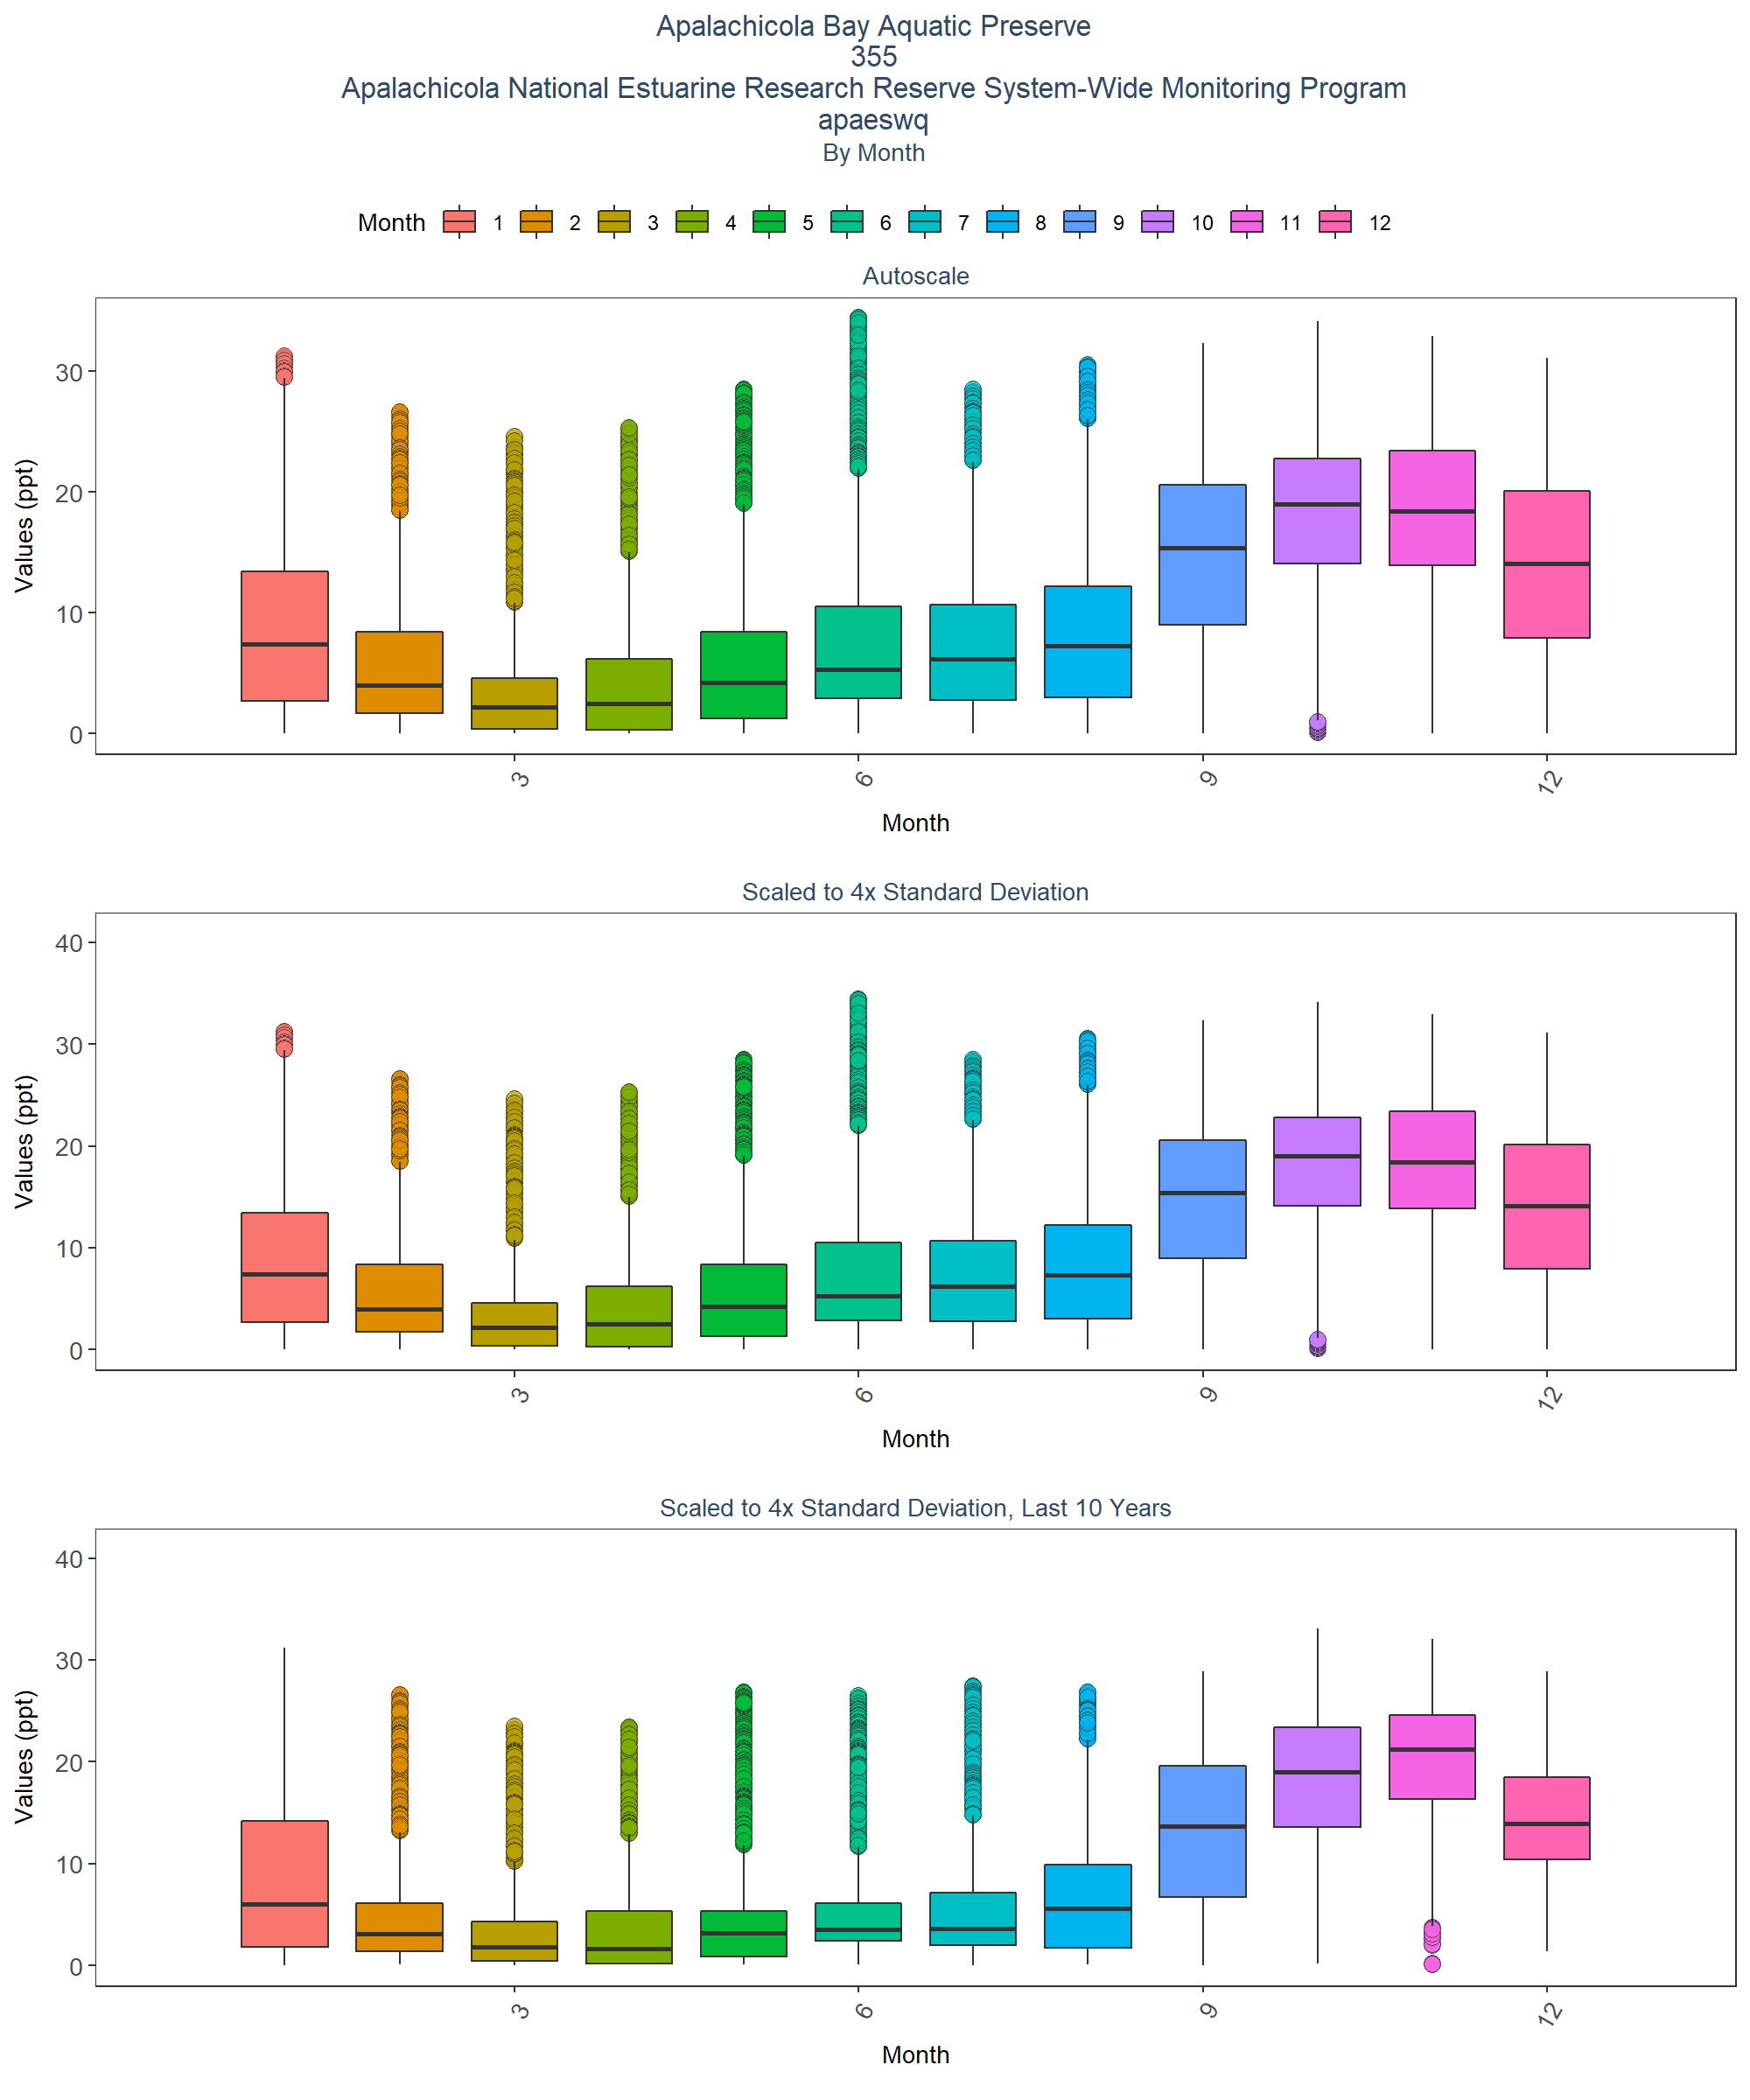 Apalachicola Bay Aquatic Preserve
355
Apalachicola National Estuarine Research Reserve System-Wide Monitoring Program
apaeswq
By Month
Month 1 2 3 4 5 6 7 8 9 10 11 12
Autoscale
Values (ppt)
30
20
10
0
3 6 9 12
Month
Scaled to 4x Standard Deviation
Values (ppt)
40
30
20
10
0
3 6 9 12
Month
Scaled to 4x Standard Deviation, Last 10 Years
Values (ppt)
40
30
20
10
0
3 6 9 12
Month